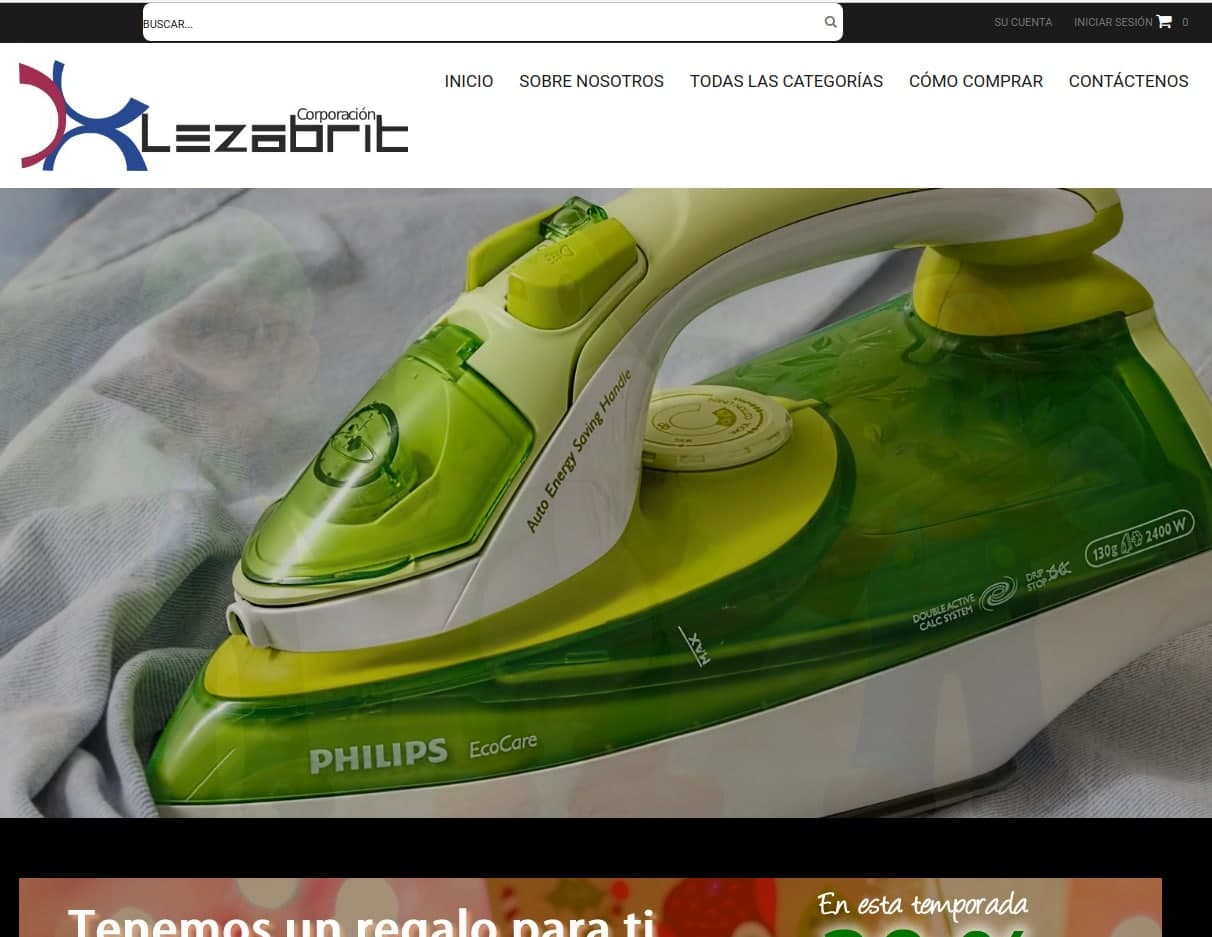 BUSCAR...
SU CUENTA
INICIAR SESIÓN
0
INICIO
SOBRE NOSOTROS
TODAS LAS CATEGORÍAS
CÓMO COMPRAR
CONTÁCTENOS
Corporación
Lezabrit
Auto Energy Saving Handle
130g
2400 W
DRIP
STOP
DOUBLE ACTIVE
CALC SYSTEM
MAX
PHILIPS EcoCare
En esta temporada
Tenemos un regalo para ti